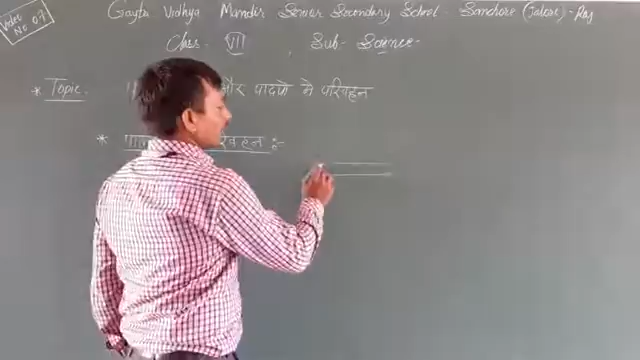 Video No 07
Gayta Vidhya Mandir Senior Secondary School - Sanchore (Jalore) - Raj
Class - VII , Sub - Science -
* Topic. और पादपों में परिवहन
* :-